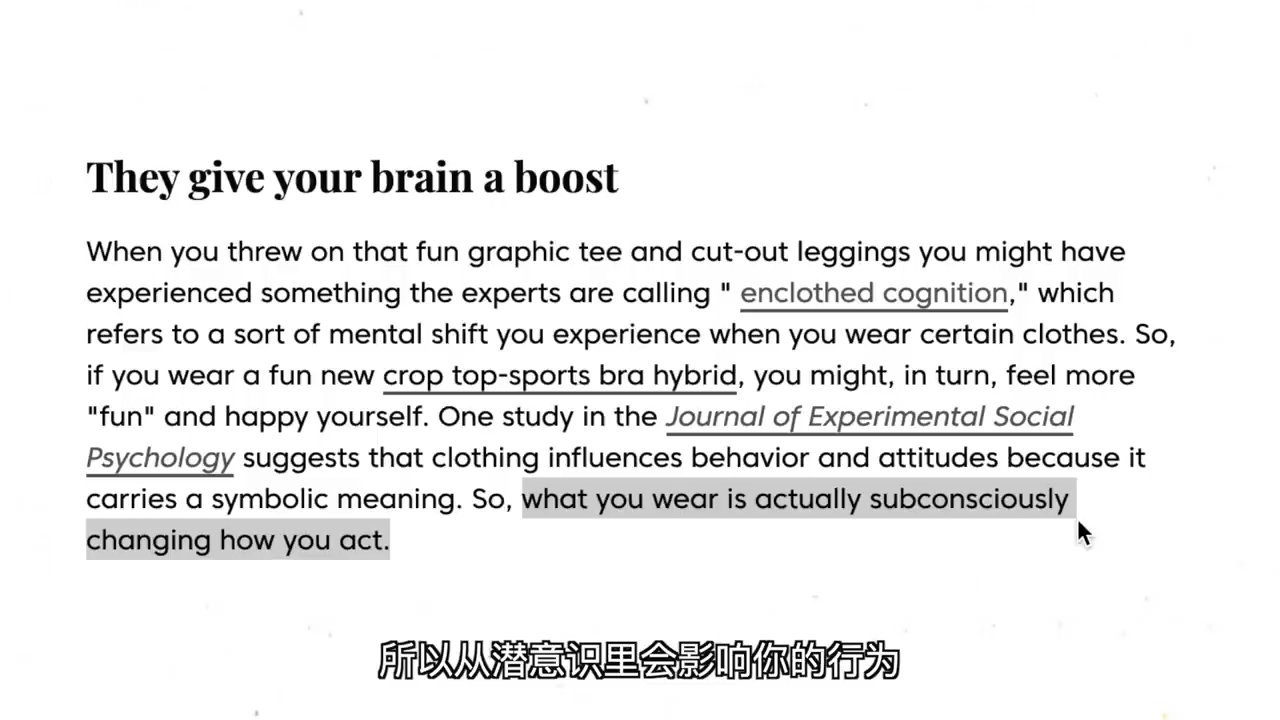 They give your brain a boost
When you threw on that fun graphic tee and cut-out leggings you might have
experienced something the experts are calling " enclothed cognition," which
refers to a sort of mental shift you experience when you wear certain clothes. So,
if you wear a fun new crop top-sports bra hybrid, you might, in turn, feel more
"fun" and happy yourself. One study in the Journal of Experimental Social
Psychology suggests that clothing influences behavior and attitudes because it
carries a symbolic meaning. So, what you wear is actually subconsciously
changing how you act.
所以从潜意识里会影响你的行为